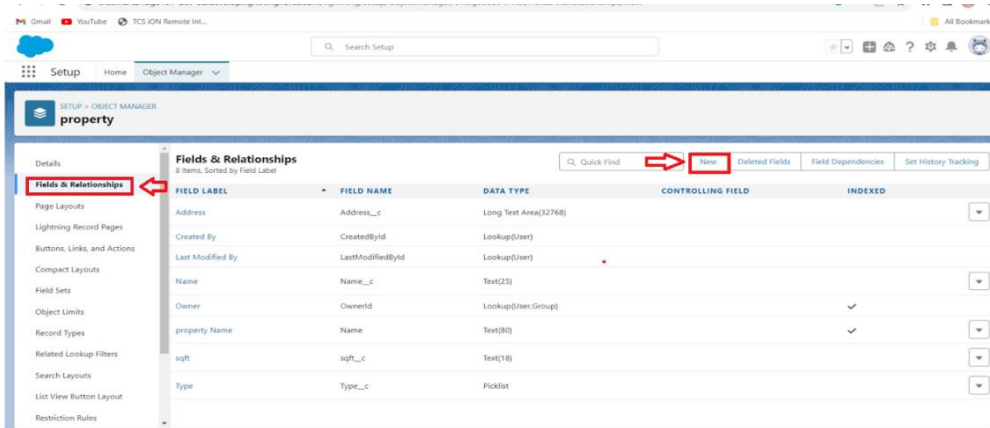 Gmail YouTube TCS iON Remote Int... All Bookmark
Search Setup
Setup Home Object Manager
SETUP > OBJECT MANAGER
property
Details
Fields & Relationships
Page Layouts
Lightning Record Pages
Buttons, Links, and Actions
Compact Layouts
Field Sets
Object Limits
Record Types
Related Lookup Filters
Search Layouts
List View Button Layout
Restriction Rules
Fields & Relationships
8 Items, Sorted by Field Label
Quick Find New Deleted Fields Field Dependencies Set History Tracking
FIELD LABEL FIELD NAME DATA TYPE CONTROLLING FIELD INDEXED
Address Address__c Long Text Area(32768)
Created By CreatedById Lookup(User)
Last Modified By LastModifiedById Lookup(User)
Name Name__c Text(25)
Owner OwnerId Lookup(User,Group)
property Name Name Text(80)
sqft sqft__c Text(18)
Type Type__c Picklist